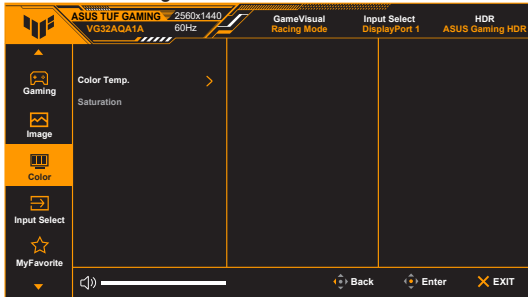 ASUS TUF GAMING 2560x1440
VG32AQA1A 60Hz
GameVisual
Racing Mode
Input Select
DisplayPort 1
HDR
ASUS Gaming HDR
Gaming
Image
Color
Input Select
MyFavorite
Color Temp.
Saturation
Back
Enter
EXIT